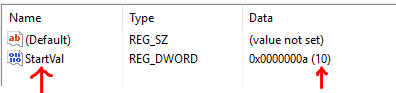 Name Type Data
(Default) REG_SZ (value not set)
StartVal REG_DWORD 0x0000000a (10)